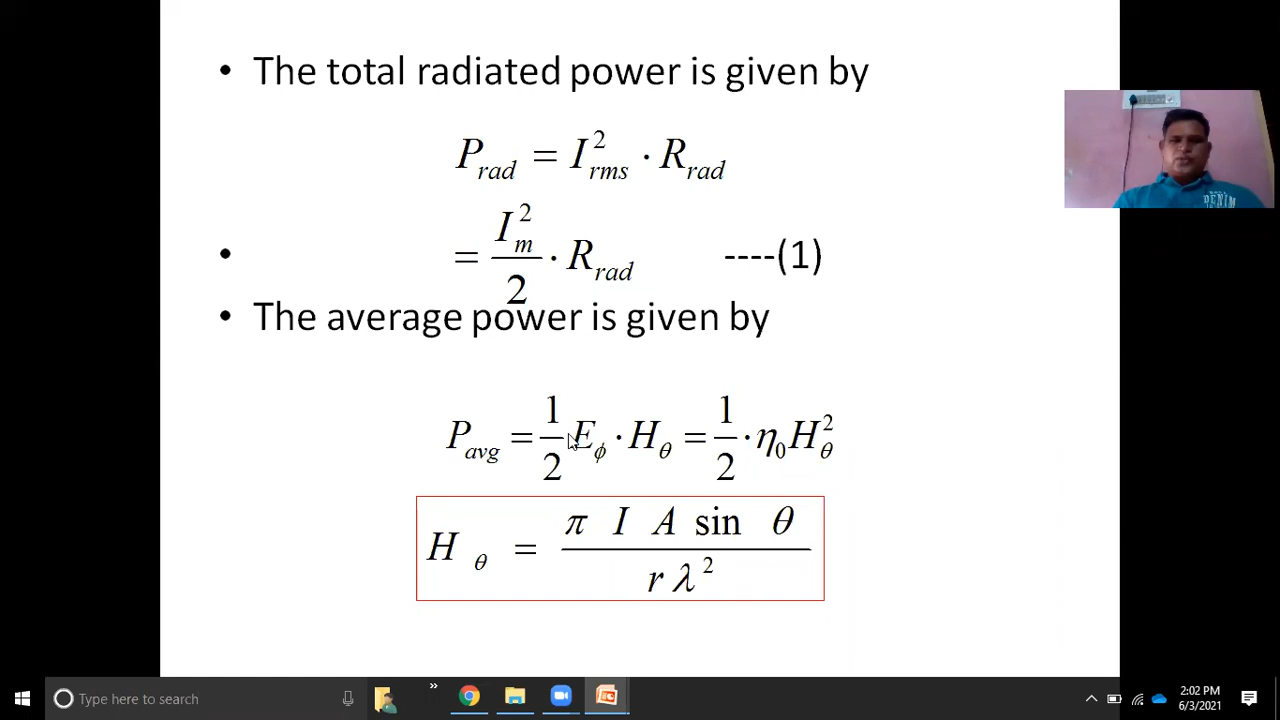 • The total radiated power is given by
P_rad = I_rms^2 · R_rad
• = I_m^2 / 2 · R_rad ----(1)
• The average power is given by
P_avg = 1/2 E_ϕ · H_θ = 1/2 · η_0 H_θ^2
H_θ = π I A sin θ / r λ^2
DENIM
Type here to search
»
2:02 PM
6/3/2021